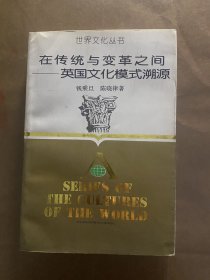 世界文化丛书
在传统与变革之间
——英国文化模式溯源
钱乘旦 陈晓律著
A
SERIES OF
THE CULTURES
OF THE WORLD